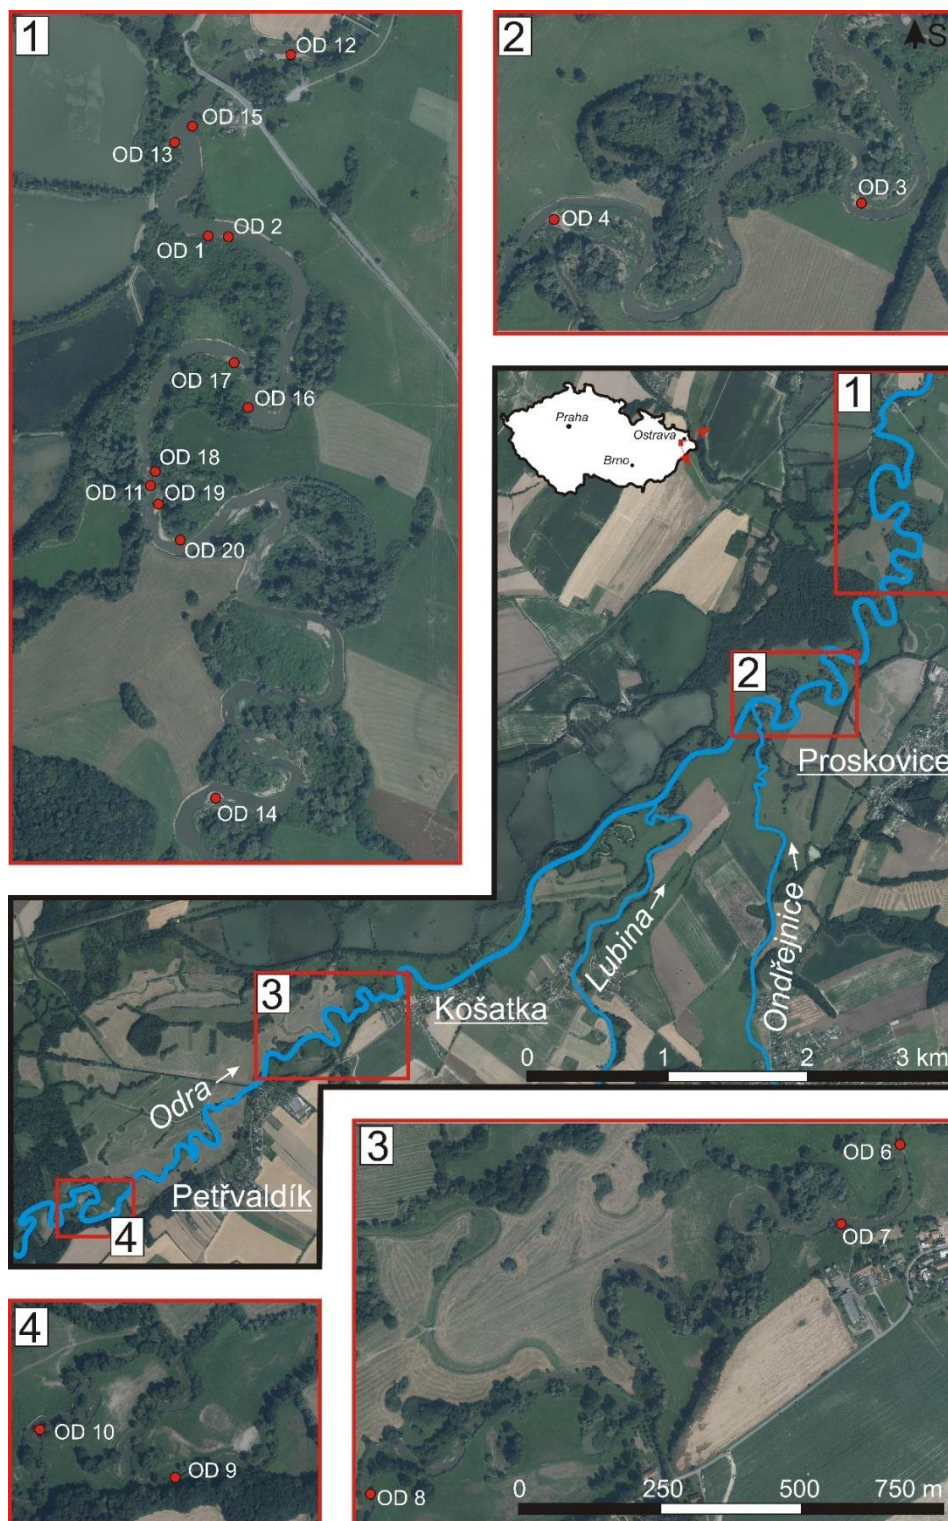 1
OD 12
OD 15
OD 13
OD 2
OD 1
OD 17
OD 16
OD 18
OD 11
OD 19
OD 20
OD 14
2
S
OD 3
OD 4
Praha
Ostrava
Brno
1
2
Proskovice
Lubina
Ondřejnice
3
Košatka
0 1 2 3 km
Odra
Petřvaldík
4
3
OD 6
OD 7
OD 8
0 250 500 750 m
4
OD 10
OD 9